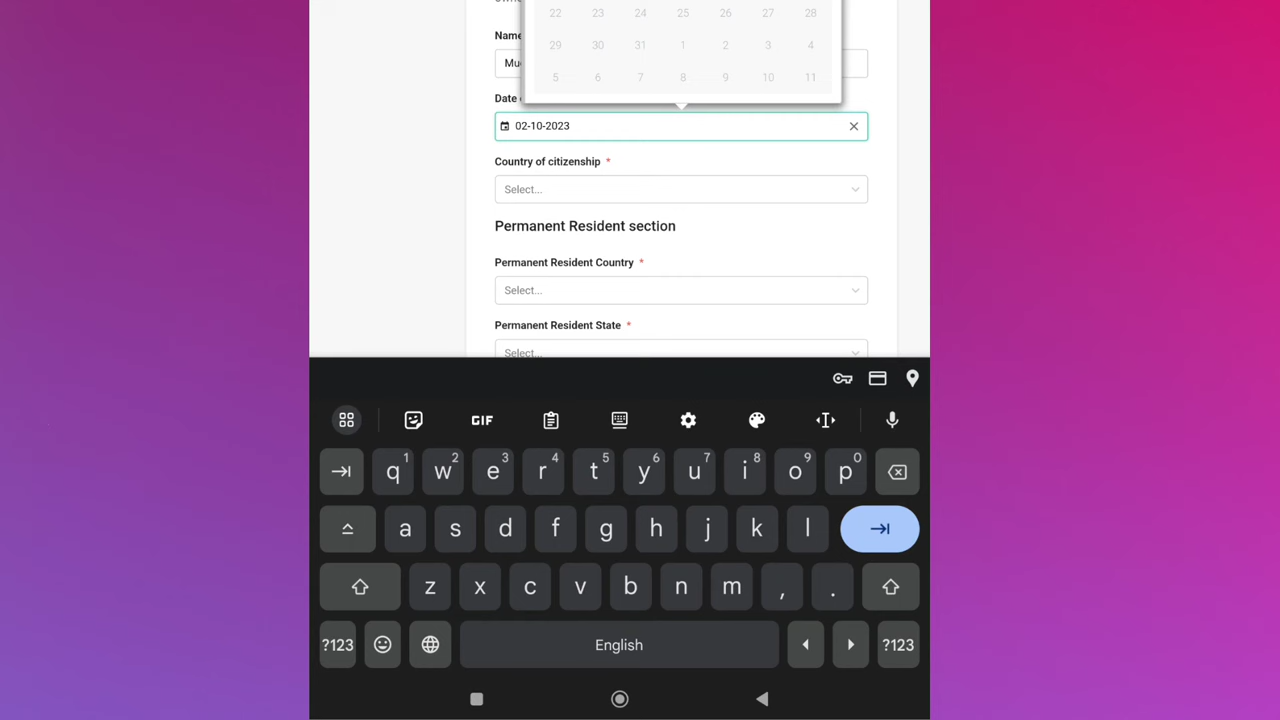 22 23 24 25 26 27 28
Name
29 30 31 1 2 3 4
Mu
5 6 7 8 9 10 11
Date
02-10-2023
Country of citizenship *
Select...
Permanent Resident section
Permanent Resident Country *
Select...
Permanent Resident State *
Select...
GIF
q1 w2 e3 r4 t5 y6 u7 i8 o9 p0
a s d f g h j k l
z x c v b n m , .
?123 English ?123